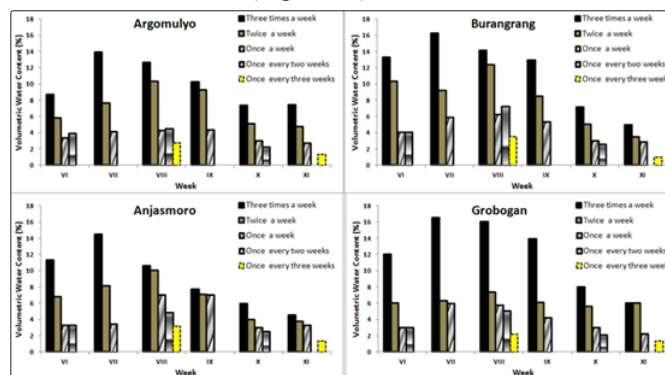 Argomulyo
Volumetric Water Content (%)
18
16
14
12
10
8
6
4
2
0
VI VII VIII IX X XI
Week
Three times a week
Twice a week
Once a week
Once every two weeks
Once every three weeks
Burangrang
Volumetric Water Content (%)
18
16
14
12
10
8
6
4
2
0
VI VII VIII IX X XI
Week
Three times a week
Twice a week
Once a week
Once every two weeks
Once every three weeks
Anjasmoro
Volumetric Water Content (%)
18
16
14
12
10
8
6
4
2
0
VI VII VIII IX X XI
Week
Three times a week
Twice a week
Once a week
Once every two weeks
Once every three weeks
Grobogan
Volumetric Water Content (%)
18
16
14
12
10
8
6
4
2
0
VI VII VIII IX X XI
Week
Three times a week
Twice a week
Once a week
Once every two weeks
Once every three weeks